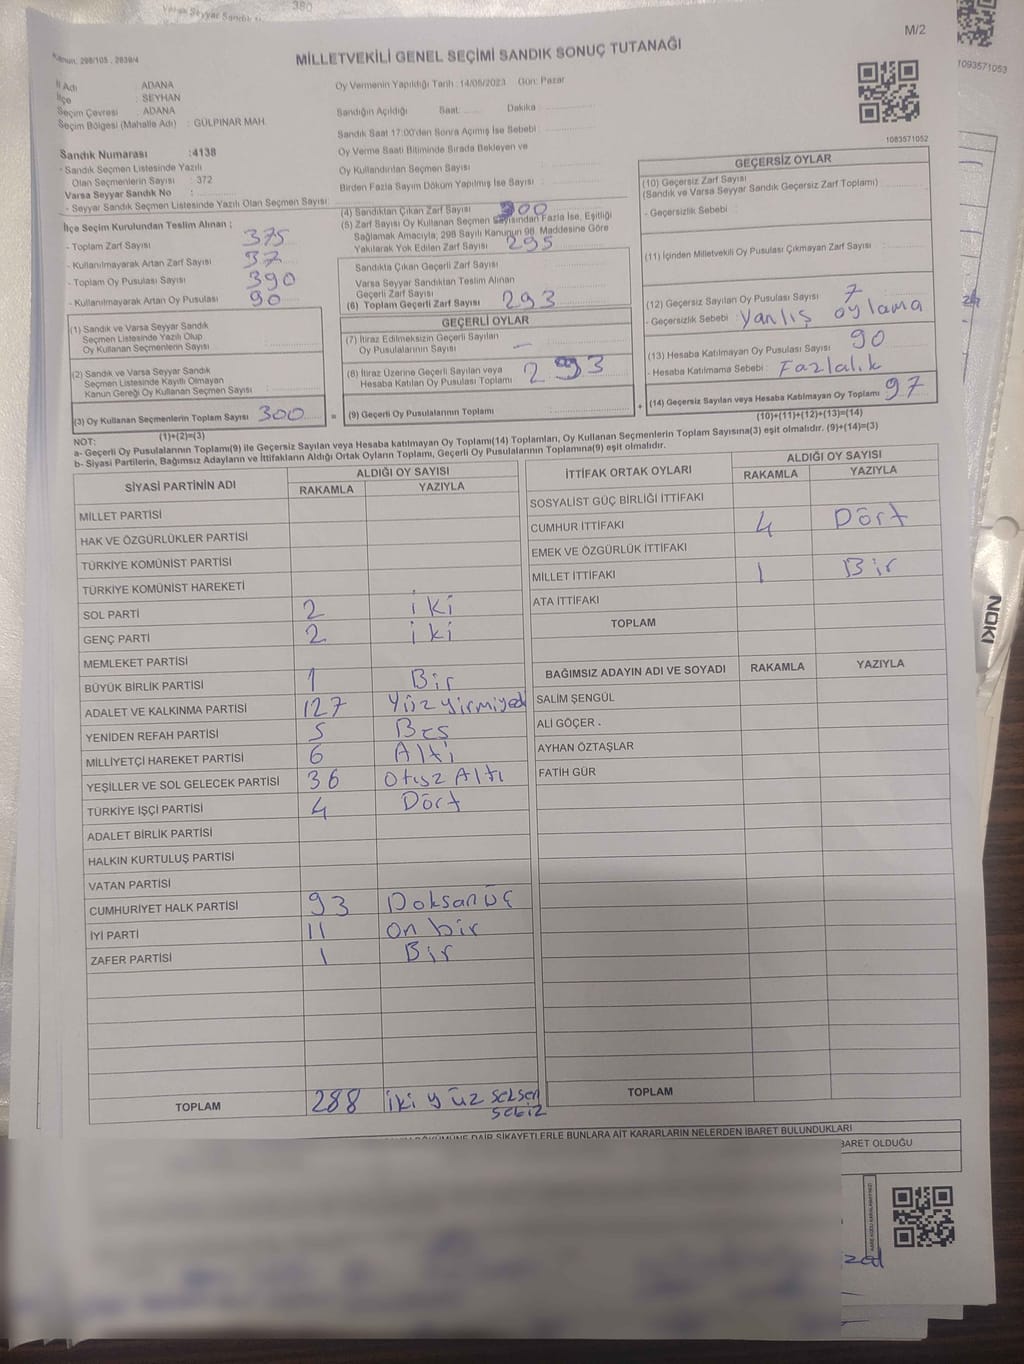 Varsa Seyyar Sandık
380
M/2
Kanun: 298/105 , 2839/4
MİLLETVEKİLİ GENEL SEÇİMİ SANDIK SONUÇ TUTANAĞI
1093571053
İl Adı : ADANA
İlçe : SEYHAN
Seçim Çevresi : ADANA
Seçim Bölgesi (Mahalle Adı) : GÜLPINAR MAH.
Oy Vermenin Yapıldığı Tarih : 14/05/2023 Gün: Pazar
Sandığın Açıldığı Saat: Dakika :
Sandık Saat 17:00'den Sonra Açımış İse Sebebi :
Oy Verme Saati Bitiminde Sırada Bekleyen ve
Oy Kullandırılan Seçmen Sayısı :
Birden Fazla Sayım Döküm Yapılmış İse Sayısı :
1083571052
Sandık Numarası :4138
- Sandık Seçmen Listesinde Yazılı
Olan Seçmenlerin Sayısı : 372
Varsa Seyyar Sandık No :
- Seyyar Sandık Seçmen Listesinde Yazılı Olan Seçmen Sayısı:
İlçe Seçim Kurulundan Teslim Alınan ;
- Toplam Zarf Sayısı 375
- Kullanılmayarak Artan Zarf Sayısı 37
- Toplam Oy Pusulası Sayısı 390
- Kullanılmayarak Artan Oy Pusulası 90
(1) Sandık ve Varsa Seyyar Sandık
Seçmen Listesinde Yazılı Olup
Oy Kullanan Seçmenlerin Sayısı
(2) Sandık ve Varsa Seyyar Sandık
Seçmen Listesinde Kayıtlı Olmayan
Kanun Gereği Oy Kullanan Seçmen Sayısı
(3) Oy Kullanan Seçmenlerin Toplam Sayısı 300 =
(1)+(2)=(3)
(4) Sandıktan Çıkan Zarf Sayısı 300
(5) Zarf Sayısı Oy Kullanan Seçmen Sayısından Fazla İse, Eşitliği
Sağlamak Amacıyla, 298 Sayılı Kanunun 98. Maddesine Göre
Yakılarak Yok Edilen Zarf Sayısı 295
Sandıkta Çıkan Geçerli Zarf Sayısı
Varsa Seyyar Sandıktan Teslim Alınan
Geçerli Zarf Sayısı
(6) Toplam Geçerli Zarf Sayısı 293
GEÇERLİ OYLAR
(7) İtiraz Edilmeksizin Geçerli Sayılan
Oy Pusulalarının Sayısı —
(8) İtiraz Üzerine Geçerli Sayılan veya
Hesaba Katılan Oy Pusulası Toplamı 293
(9) Geçerli Oy Pusulalarının Toplamı +
GEÇERSİZ OYLAR
(10) Geçersiz Zarf Sayısı
(Sandık ve Varsa Seyyar Sandık Geçersiz Zarf Toplamı) :
- Geçersizlik Sebebi :
(11) İçinden Milletvekili Oy Pusulası Çıkmayan Zarf Sayısı :
(12) Geçersiz Sayılan Oy Pusulası Sayısı 7
- Geçersizlik Sebebi : Yanlış oylama
(13) Hesaba Katılmayan Oy Pusulası Sayısı 90
- Hesaba Katılmama Sebebi : Fazlalık
(14) Geçersiz Sayılan veya Hesaba Katılmayan Oy Toplamı 97
(10)+(11)+(12)+(13)=(14)
NOT:
a- Geçerli Oy Pusulalarının Toplamı(9) ile Geçersiz Sayılan veya Hesaba katılmayan Oy Toplamı(14) Toplamları, Oy Kullanan Seçmenlerin Toplam Sayısına(3) eşit olmalıdır. (9)+(14)=(3)
b- Siyasi Partilerin, Bağımsız Adayların ve İttifakların Aldığı Ortak Oyların Toplamı, Geçerli Oy Pusulalarının Toplamına(9) eşit olmalıdır.
SİYASİ PARTİNİN ADI ALDIĞI OY SAYISI
RAKAMLA YAZIYLA
MİLLET PARTİSİ
HAK VE ÖZGÜRLÜKLER PARTİSİ
TÜRKİYE KOMÜNİST PARTİSİ
TÜRKİYE KOMÜNİST HAREKETİ
SOL PARTİ 2 iki
GENÇ PARTİ 2 iki
MEMLEKET PARTİSİ
BÜYÜK BİRLİK PARTİSİ 1 Bir
ADALET VE KALKINMA PARTİSİ 127 Yüz yirmiyed
YENİDEN REFAH PARTİSİ 5 Beş
MİLLİYETÇİ HAREKET PARTİSİ 6 Altı
YEŞİLLER VE SOL GELECEK PARTİSİ 36 Otuz Altı
TÜRKİYE İŞÇİ PARTİSİ 4 Dört
ADALET BİRLİK PARTİSİ
HALKIN KURTULUŞ PARTİSİ
VATAN PARTİSİ
CUMHURİYET HALK PARTİSİ 93 Doksan üç
İYİ PARTİ 11 on bir
ZAFER PARTİSİ 1 Bir
TOPLAM 288 iki yüz seksen
sekiz
İTTİFAK ORTAK OYLARI ALDIĞI OY SAYISI
RAKAMLA YAZIYLA
SOSYALİST GÜÇ BİRLİĞİ İTTİFAKI
CUMHUR İTTİFAKI 4 Dört
EMEK VE ÖZGÜRLÜK İTTİFAKI
MİLLET İTTİFAKI 1 Bir
ATA İTTİFAKI
TOPLAM
BAĞIMSIZ ADAYIN ADI VE SOYADI RAKAMLA YAZIYLA
SALİM ŞENGÜL
ALİ GÖÇER .
AYHAN ÖZTAŞLAR
FATİH GÜR
TOPLAM
NOKI
DAİR ŞİKAYETLERLE BUNLARA AİT KARARLARIN NELERDEN İBARET BULUNDUKLARI
BARET OLDUĞU